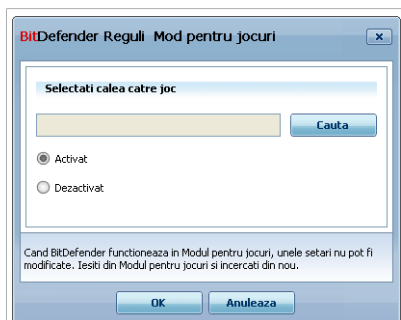 BitDefender Reguli Mod pentru jocuri
Selectati calea catre joc
Cauta
Activat
Dezactivat
Cand BitDefender functioneaza in Modul pentru jocuri, unele setari nu pot fi
modificate. Iesiti din Modul pentru jocuri si incercati din nou.
OK
Anuleaza